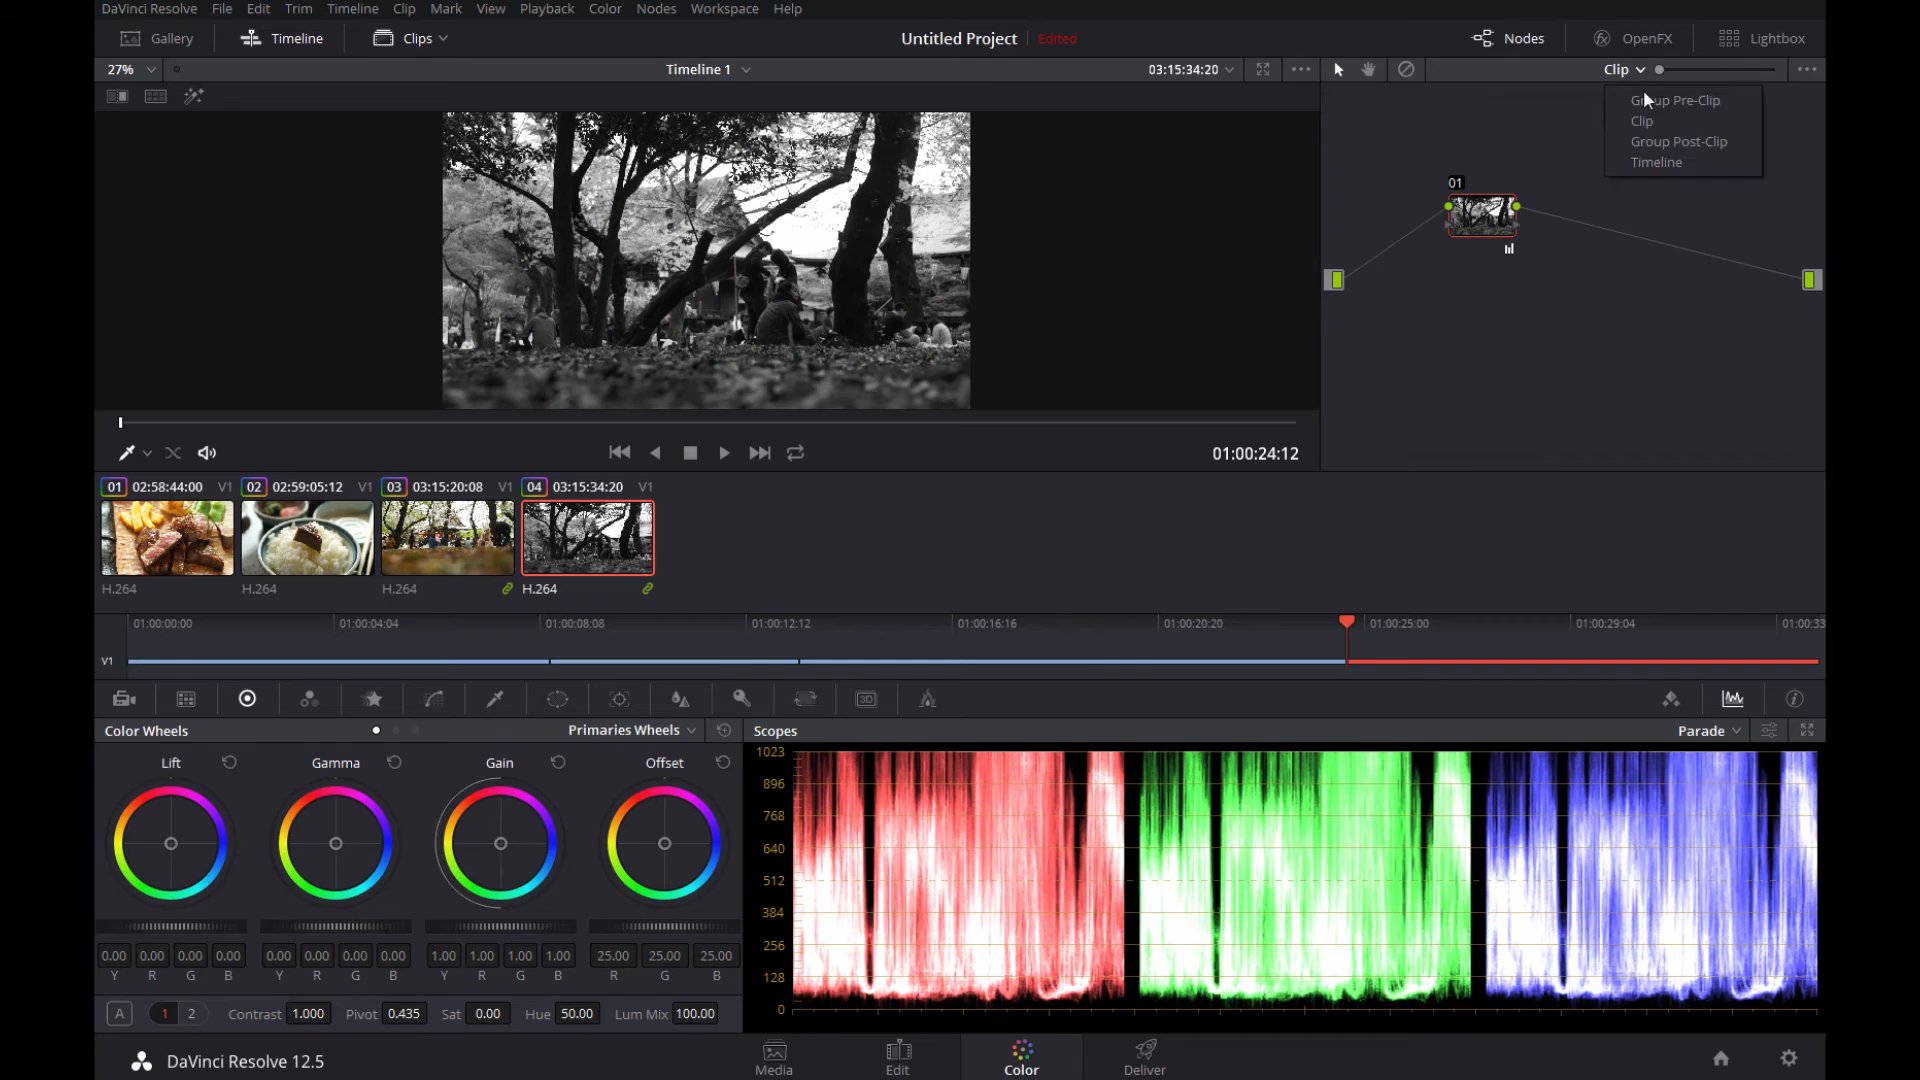 DaVinci Resolve File Edit Trim Timeline Clip Mark View Playback Color Nodes Workspace Help
Gallery Timeline Clips Untitled Project Edited Nodes OpenFX Lightbox
27% Timeline 1 03:15:34:20 Clip
Group Pre-Clip
Clip
Group Post-Clip
Timeline
01
01:00:24:12
01 02:58:44:00 V1 02 02:59:05:12 V1 03 03:15:20:08 V1 04 03:15:34:20 V1
H.264 H.264 H.264 H.264
01:00:00:00 01:00:04:04 01:00:08:08 01:00:12:12 01:00:16:16 01:00:20:20 01:00:25:00 01:00:29:04 01:00:33
V1
3D
Color Wheels Primaries Wheels Scopes Parade
Lift Gamma Gain Offset
1023
896
768
640
512
384
256
128
0
0.00 0.00 0.00 0.00 0.00 0.00 0.00 0.00 1.00 1.00 1.00 1.00 25.00 25.00 25.00
Y R G B Y R G B Y R G B R G B
A 1 2 Contrast 1.000 Pivot 0.435 Sat 0.00 Hue 50.00 Lum Mix 100.00
DaVinci Resolve 12.5 Media Edit Color Deliver